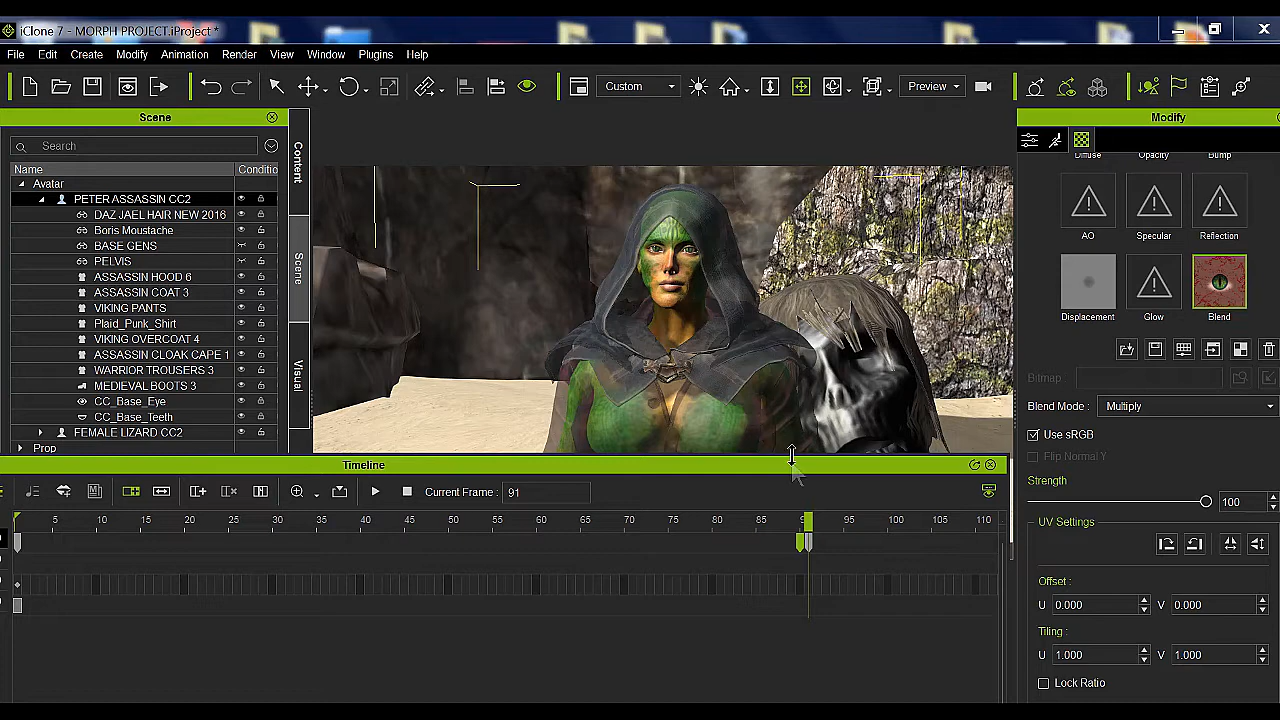 iClone 7 - MORPH PROJECT.iProject *
File Edit Create Modify Animation Render View Window Plugins Help
Custom
Preview
Scene
Search
Name
Conditio
Avatar
PETER ASSASSIN CC2
DAZ JAEL HAIR NEW 2016
Boris Moustache
BASE GENS
PELVIS
ASSASSIN HOOD 6
ASSASSIN COAT 3
VIKING PANTS
Plaid_Punk_Shirt
VIKING OVERCOAT 4
ASSASSIN CLOAK CAPE 1
WARRIOR TROUSERS 3
MEDIEVAL BOOTS 3
CC_Base_Eye
CC_Base_Teeth
FEMALE LIZARD CC2
Prop
Content
Scene
Visual
Modify
Diffuse Opacity Bump
AO Specular Reflection
Displacement Glow Blend
Bitmap :
Blend Mode : Multiply
Use sRGB
Flip Normal Y
Strength
100
UV Settings
Offset :
U 0.000 V 0.000
Tiling :
U 1.000 V 1.000
Lock Ratio
Timeline
Current Frame : 91
5 10 15 20 25 30 35 40 45 50 55 60 65 70 75 80 85 9 95 100 105 110